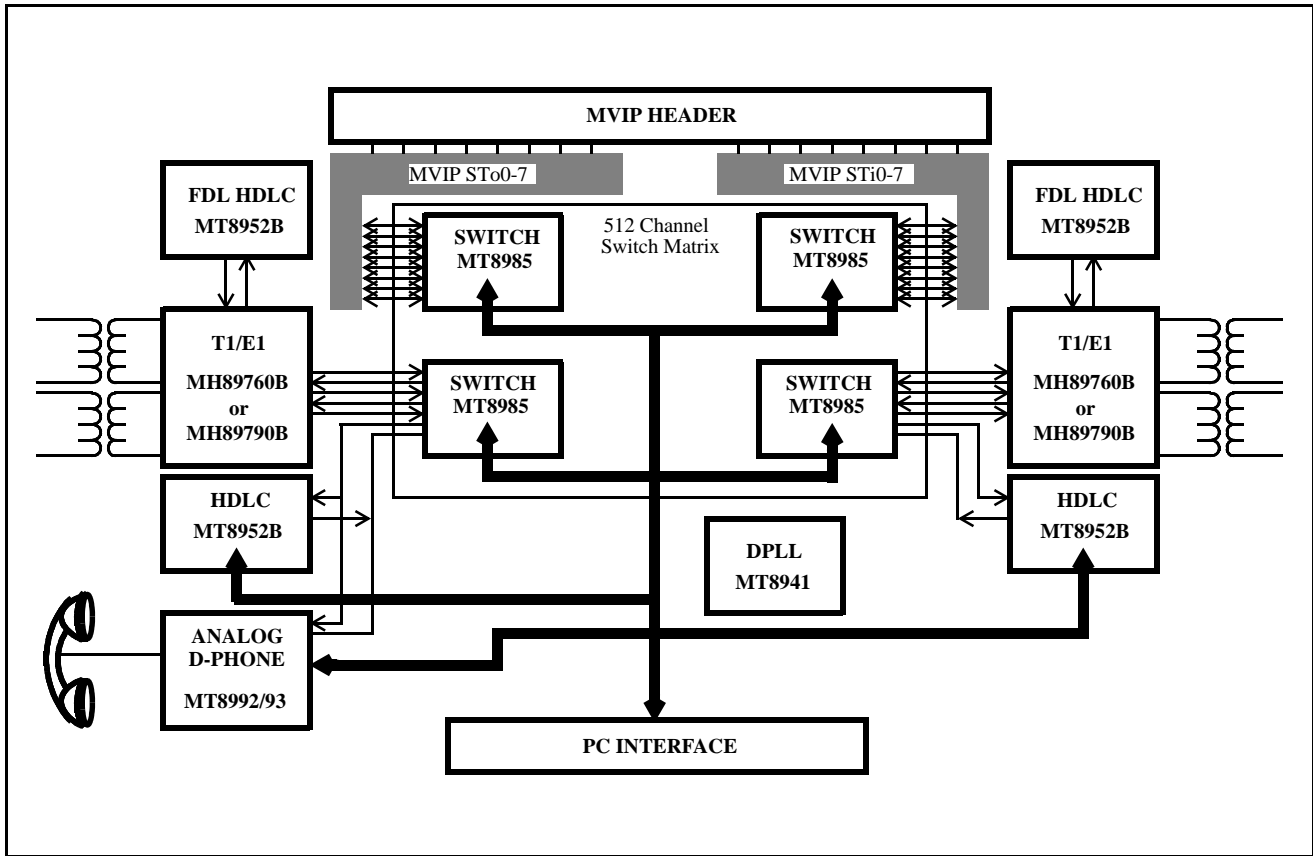 MVIP HEADER
MVIP STo0-7
MVIP STi0-7
FDL HDLC
MT8952B
FDL HDLC
MT8952B
512 Channel
Switch Matrix
SWITCH
MT8985
SWITCH
MT8985
T1/E1
MH89760B
or
MH89790B
SWITCH
MT8985
SWITCH
MT8985
T1/E1
MH89760B
or
MH89790B
HDLC
MT8952B
HDLC
MT8952B
DPLL
MT8941
ANALOG
D-PHONE
MT8992/93
PC INTERFACE